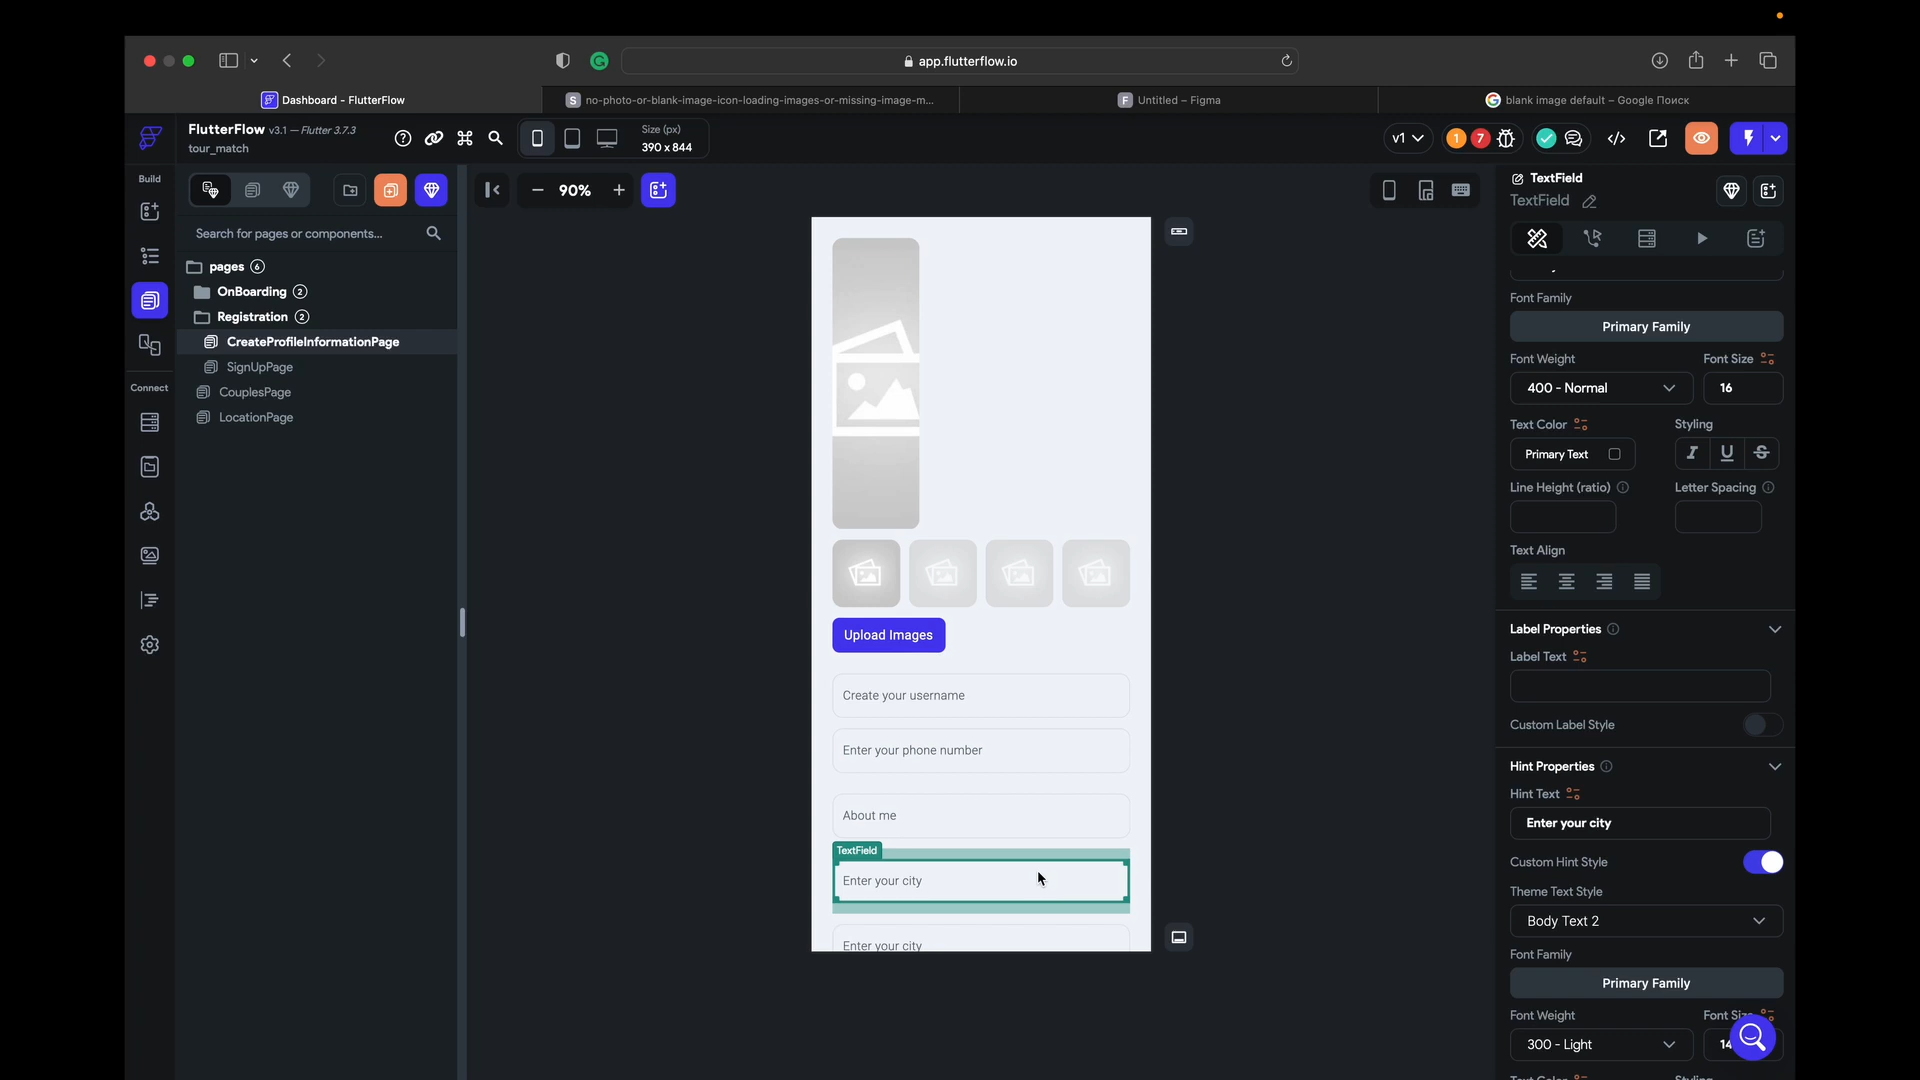 app.flutterflow.io
Dashboard - FlutterFlow
no-photo-or-blank-image-icon-loading-images-or-missing-image-m...
Untitled – Figma
blank image default – Google Поиск
FlutterFlow v3.1 — Flutter 3.7.3
tour_match
Size (px)
390 x 844
v1
1
7
Build
90%
TextField
TextField
Search for pages or components...
pages 6
OnBoarding 2
Registration 2
CreateProfileInformationPage
SignUpPage
CouplesPage
LocationPage
Connect
Upload Images
Create your username
Enter your phone number
About me
TextField
Enter your city
Enter your city
Font Family
Primary Family
Font Weight
Font Size
400 - Normal
16
Text Color
Styling
Primary Text
Line Height (ratio)
Letter Spacing
Text Align
Label Properties
Label Text
Custom Label Style
Hint Properties
Hint Text
Enter your city
Custom Hint Style
Theme Text Style
Body Text 2
Font Family
Primary Family
Font Weight
Font
300 - Light